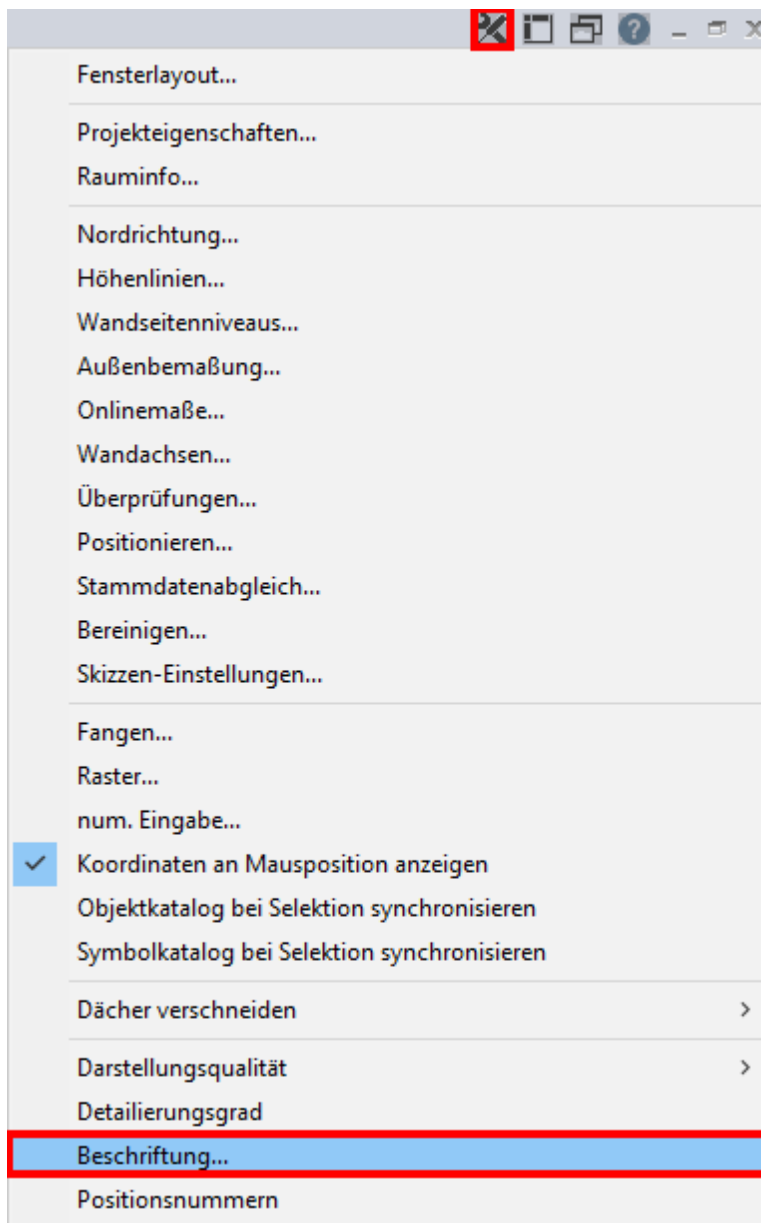 Fensterlayout...
Projekteigenschaften...
Rauminfo...
Nordrichtung...
Höhenlinien...
Wandseitenniveaus...
Außenbemaßung...
Onlinemaße...
Wandachsen...
Überprüfungen...
Positionieren...
Stammdatenabgleich...
Bereinigen...
Skizzen-Einstellungen...
Fangen...
Raster...
num. Eingabe...
Koordinaten an Mausposition anzeigen
Objektkatalog bei Selektion synchronisieren
Symbolkatalog bei Selektion synchronisieren
Dächer verschneiden
Darstellungsqualität
Detailierungsgrad
Beschriftung...
Positionsnummern